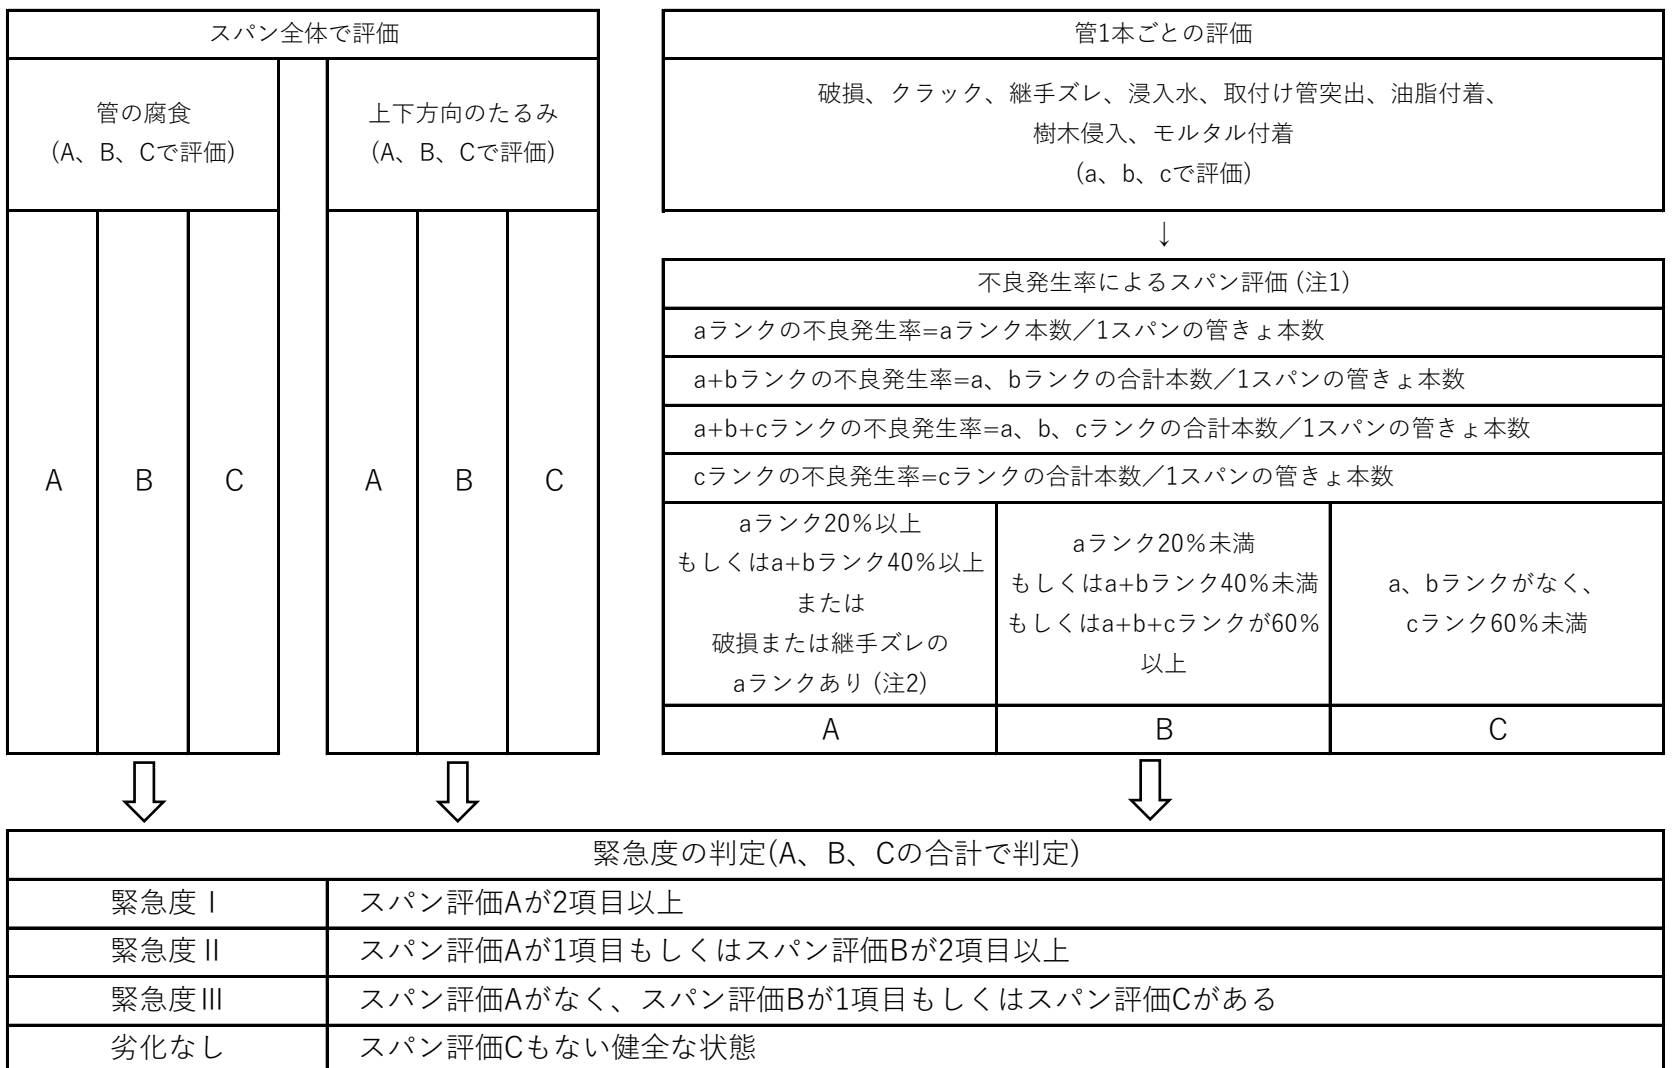 スパン全体で評価
管の腐食
(A、B、Cで評価)
上下方向のたるみ
(A、B、Cで評価)
A
B
C
A
B
C
管1本ごとの評価
破損、クラック、継手ズレ、浸入水、取付け管突出、油脂付着、
樹木侵入、モルタル付着
(a、b、cで評価)
↓
不良発生率によるスパン評価 (注1)
aランクの不良発生率=aランク本数／1スパンの管きょ本数
a+bランクの不良発生率=a、bランクの合計本数／1スパンの管きょ本数
a+b+cランクの不良発生率=a、b、cランクの合計本数／1スパンの管きょ本数
cランクの不良発生率=cランクの合計本数／1スパンの管きょ本数
aランク20%以上
もしくはa+bランク40%以上
または
破損または継手ズレの
aランクあり (注2)
aランク20%未満
もしくはa+bランク40%未満
もしくはa+b+cランクが60%
以上
a、bランクがなく、
cランク60%未満
A
B
C
緊急度の判定(A、B、Cの合計で判定)
緊急度Ⅰ
スパン評価Aが2項目以上
緊急度Ⅱ
スパン評価Aが1項目もしくはスパン評価Bが2項目以上
緊急度Ⅲ
スパン評価Aがなく、スパン評価Bが1項目もしくはスパン評価Cがある
劣化なし
スパン評価Cもない健全な状態